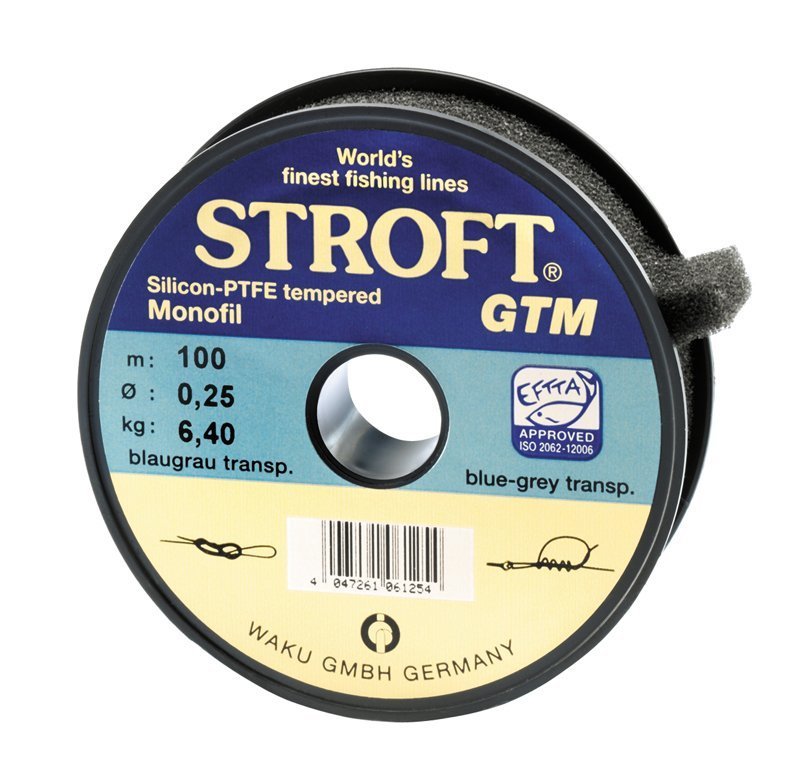 World's
finest fishing lines
STROFT®
Silicon-PTFE tempered
Monofil
GTM
m: 100
Ø : 0,25
kg: 6,40
blaugrau transp.
EFTTA
APPROVED
ISO 2062-12006
blue-grey transp.
4 047261 061254
WAKU GMBH GERMANY